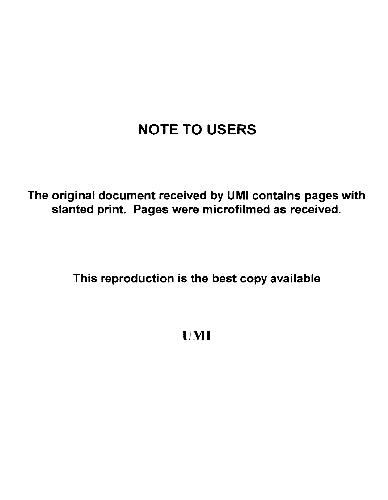 NOTE TO USERS
The original document received by UMI contains pages with
slanted print. Pages were microfilmed as received.
This reproduction is the best copy available
UMI